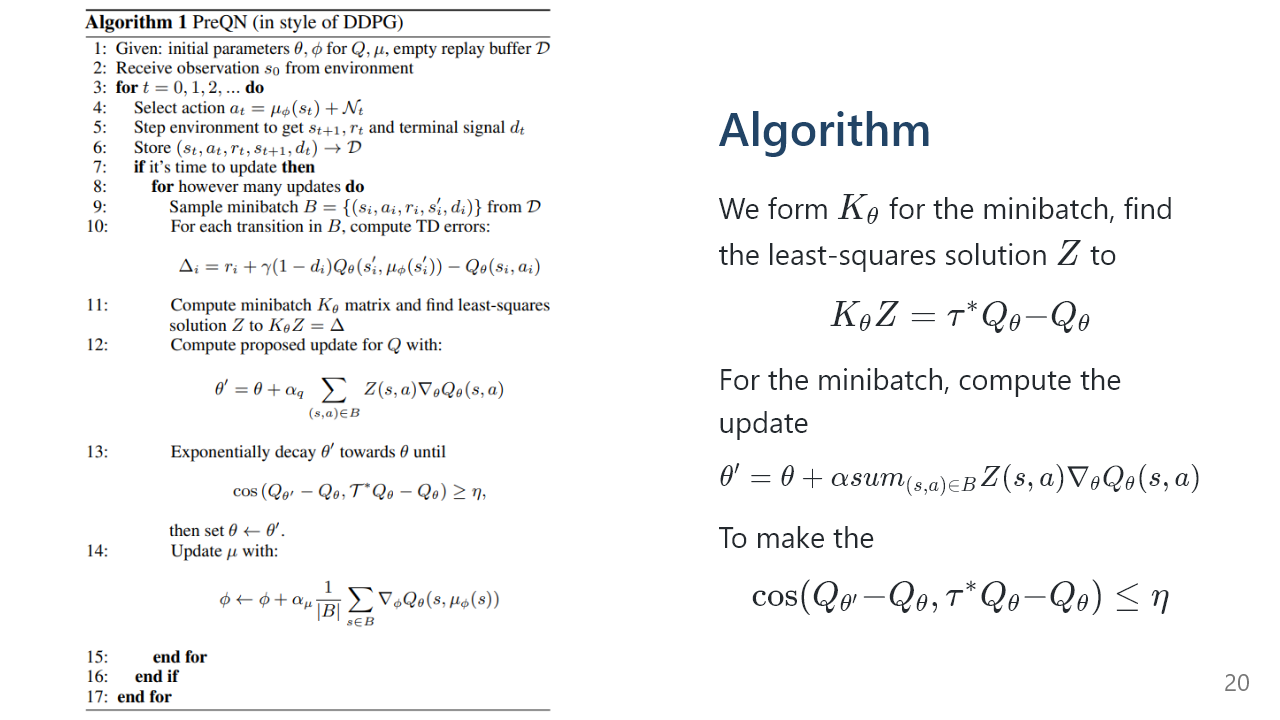 Algorithm 1 PreQN (in style of DDPG)
1: Given: initial parameters θ, ϕ for Q, μ, empty replay buffer 𝒟
2: Receive observation s₀ from environment
3: for t = 0, 1, 2, ... do
4: Select action aₜ = μ_ϕ(sₜ) + 𝒩ₜ
5: Step environment to get sₜ₊₁, rₜ and terminal signal dₜ
6: Store (sₜ, aₜ, rₜ, sₜ₊₁, dₜ) → 𝒟
7: if it's time to update then
8: for however many updates do
9: Sample minibatch B = {(sᵢ, aᵢ, rᵢ, s′ᵢ, dᵢ)} from 𝒟
10: For each transition in B, compute TD errors:
Δᵢ = rᵢ + γ(1 − dᵢ)Q_θ(s′ᵢ, μ_ϕ(s′ᵢ)) − Q_θ(sᵢ, aᵢ)
11: Compute minibatch K_θ matrix and find least-squares
solution Z to K_θZ = Δ
12: Compute proposed update for Q with:
θ′ = θ + α_q ∑_{(s,a)∈B} Z(s, a)∇_θQ_θ(s, a)
13: Exponentially decay θ′ towards θ until
cos (Q_θ′ − Q_θ, 𝒯*Q_θ − Q_θ) ≥ η,
then set θ ← θ′.
14: Update μ with:
ϕ ← ϕ + α_μ 1/|B| ∑_{s∈B} ∇_ϕQ_θ(s, μ_ϕ(s))
15: end for
16: end if
17: end for
Algorithm
We form K_θ for the minibatch, find
the least-squares solution Z to
K_θZ = τ*Q_θ−Q_θ
For the minibatch, compute the
update
θ′ = θ + αsum_{(s,a)∈B}Z(s, a)∇_θQ_θ(s, a)
To make the
cos(Q_θ′−Q_θ, τ*Q_θ−Q_θ) ≤ η
20